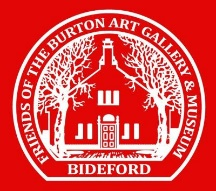 FRIENDS OF THE BURTON ART GALLERY & MUSEUM
BIDEFORD